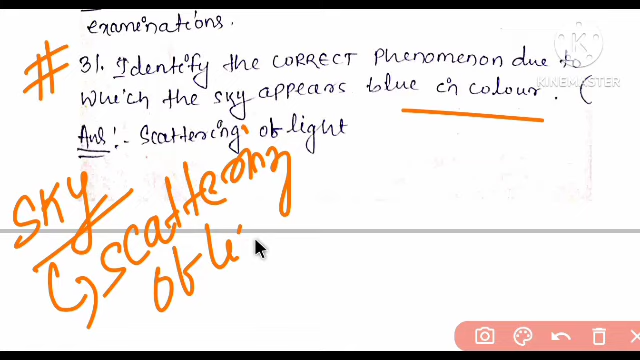 examinations.
# 31. Identify the CORRECT Phenomenon due to
which the sky appears blue in colour. (
Ans :- Scattering of light
sky
scattering
of li
KINEMASTER